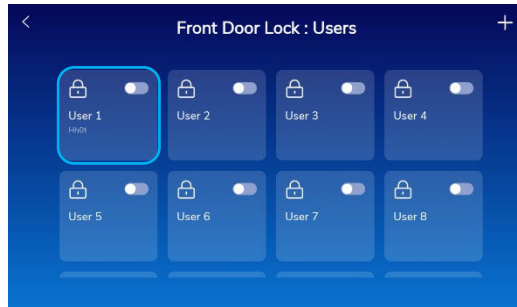 Front Door Lock : Users
User 1
User 2
User 3
User 4
Hh0t
User 5
User 6
User 7
User 8